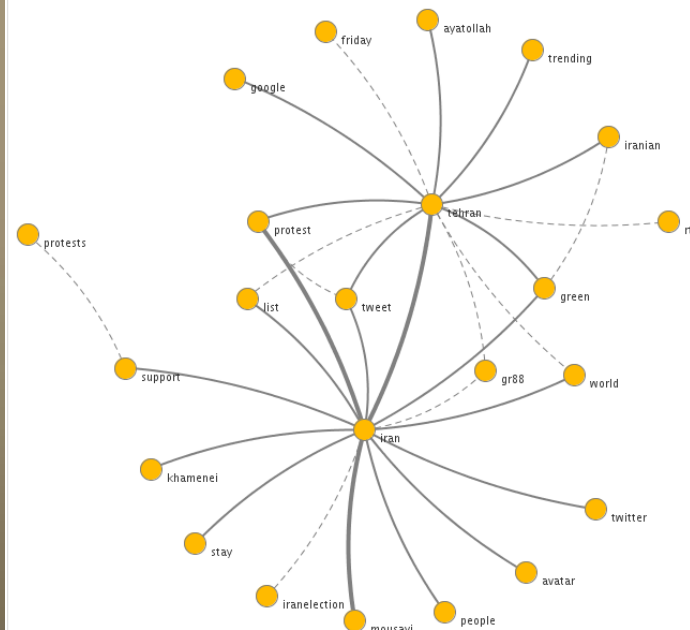 ayatollah
friday
trending
google
iranian
tehran
protest
protests
green
list
tweet
support
gr88
world
iran
khamenei
twitter
stay
avatar
iranelection
people
mousavi